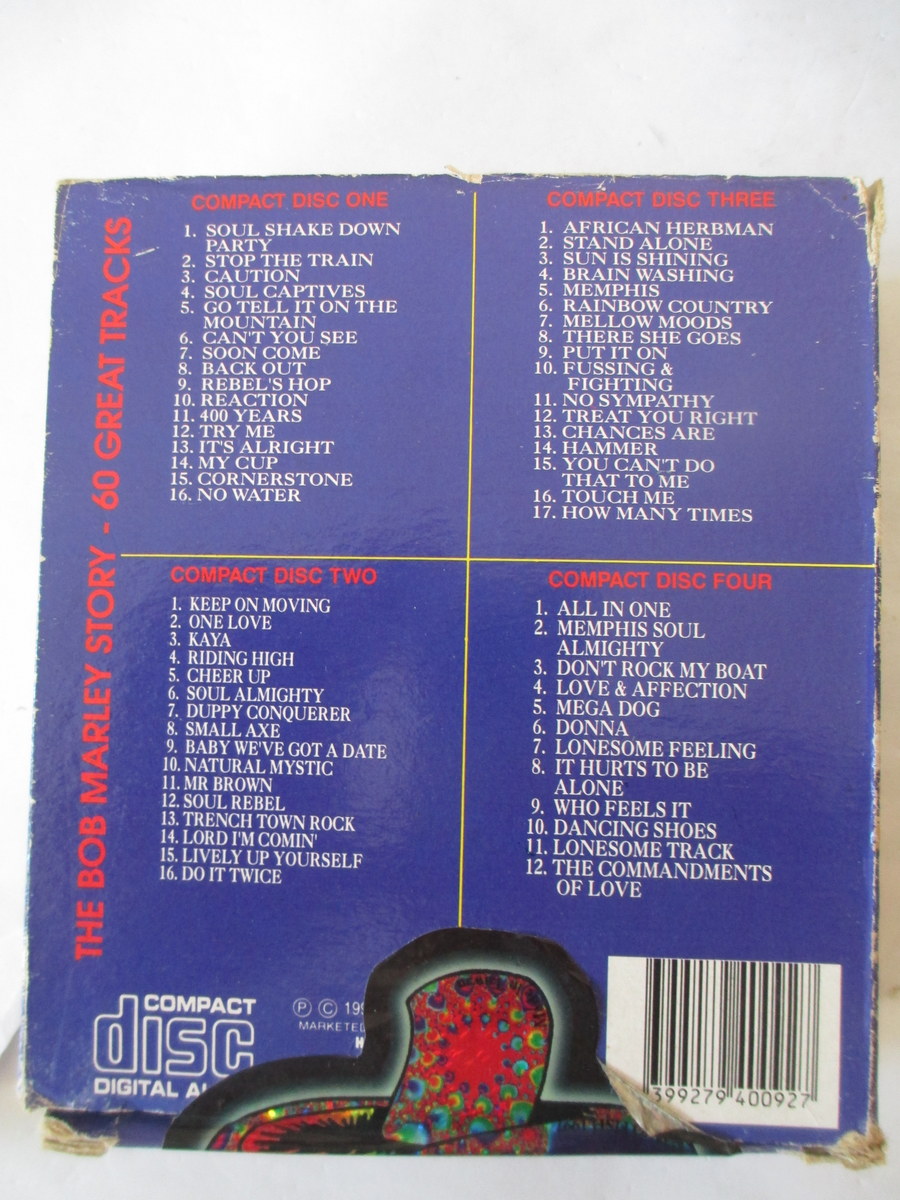 THE BOB MARLEY STORY - 60 GREAT TRACKS
COMPACT DISC ONE
1. SOUL SHAKE DOWN
PARTY
2. STOP THE TRAIN
3. CAUTION
4. SOUL CAPTIVES
5. GO TELL IT ON THE
MOUNTAIN
6. CAN'T YOU SEE
7. SOON COME
8. BACK OUT
9. REBEL'S HOP
10. REACTION
11. 400 YEARS
12. TRY ME
13. IT'S ALRIGHT
14. MY CUP
15. CORNERSTONE
16. NO WATER
COMPACT DISC TWO
1. KEEP ON MOVING
2. ONE LOVE
3. KAYA
4. RIDING HIGH
5. CHEER UP
6. SOUL ALMIGHTY
7. DUPPY CONQUERER
8. SMALL AXE
9. BABY WE'VE GOT A DATE
10. NATURAL MYSTIC
11. MR BROWN
12. SOUL REBEL
13. TRENCH TOWN ROCK
14. LORD I'M COMIN'
15. LIVELY UP YOURSELF
16. DO IT TWICE
COMPACT DISC THREE
1. AFRICAN HERBMAN
2. STAND ALONE
3. SUN IS SHINING
4. BRAIN WASHING
5. MEMPHIS
6. RAINBOW COUNTRY
7. MELLOW MOODS
8. THERE SHE GOES
9. PUT IT ON
10. FUSSING &
FIGHTING
11. NO SYMPATHY
12. TREAT YOU RIGHT
13. CHANCES ARE
14. HAMMER
15. YOU CAN'T DO
THAT TO ME
16. TOUCH ME
17. HOW MANY TIMES
COMPACT DISC FOUR
1. ALL IN ONE
2. MEMPHIS SOUL
ALMIGHTY
3. DON'T ROCK MY BOAT
4. LOVE & AFFECTION
5. MEGA DOG
6. DONNA
7. LONESOME FEELING
8. IT HURTS TO BE
ALONE
9. WHO FEELS IT
10. DANCING SHOES
11. LONESOME TRACK
12. THE COMMANDMENTS
OF LOVE
COMPACT
disc
DIGITAL
Ⓟ © 199
MARKETED
399279 400927